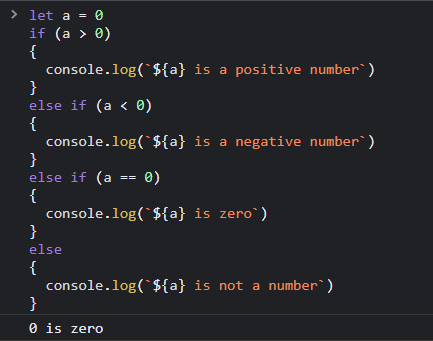 > let a = 0
if (a > 0)
{
  console.log(`${a} is a positive number`)
}
else if (a < 0)
{
  console.log(`${a} is a negative number`)
}
else if (a == 0)
{
  console.log(`${a} is zero`)
}
else
{
  console.log(`${a} is not a number`)
}
0 is zero